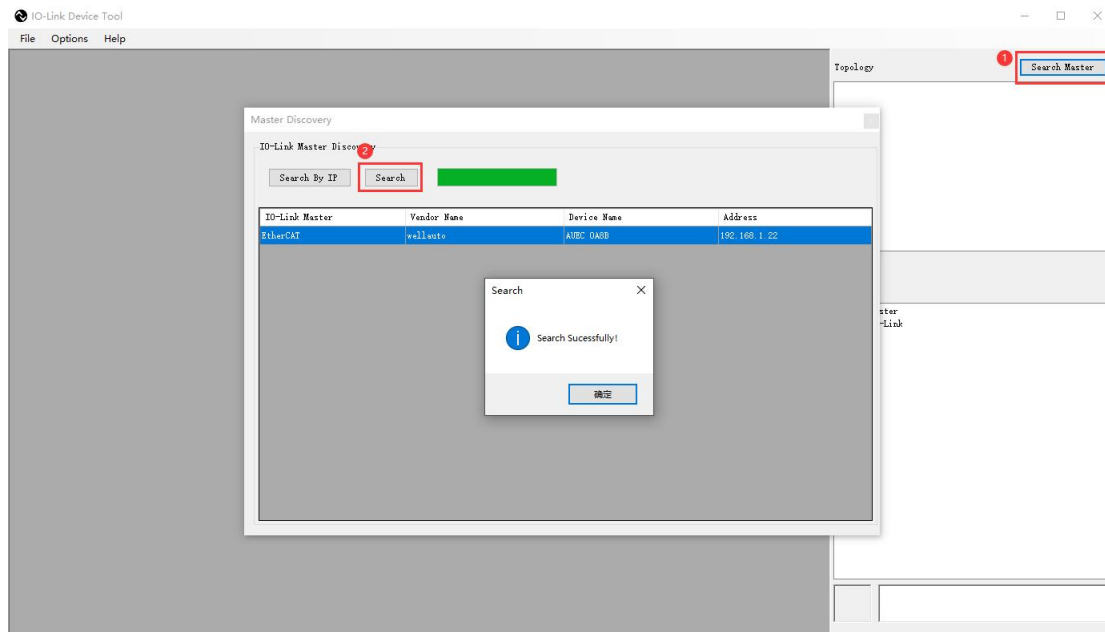 IO-Link Device Tool
File Options Help
Topology
1
Search Master
Master Discovery
IO-Link Master Discovery
2
Search By IP
Search
IO-Link Master Vendor Name Device Name Address
EtherCAT wellauto AUEC 0A8B 192.168.1.22
Search
Search Sucessfully!
确定
ster
-Link